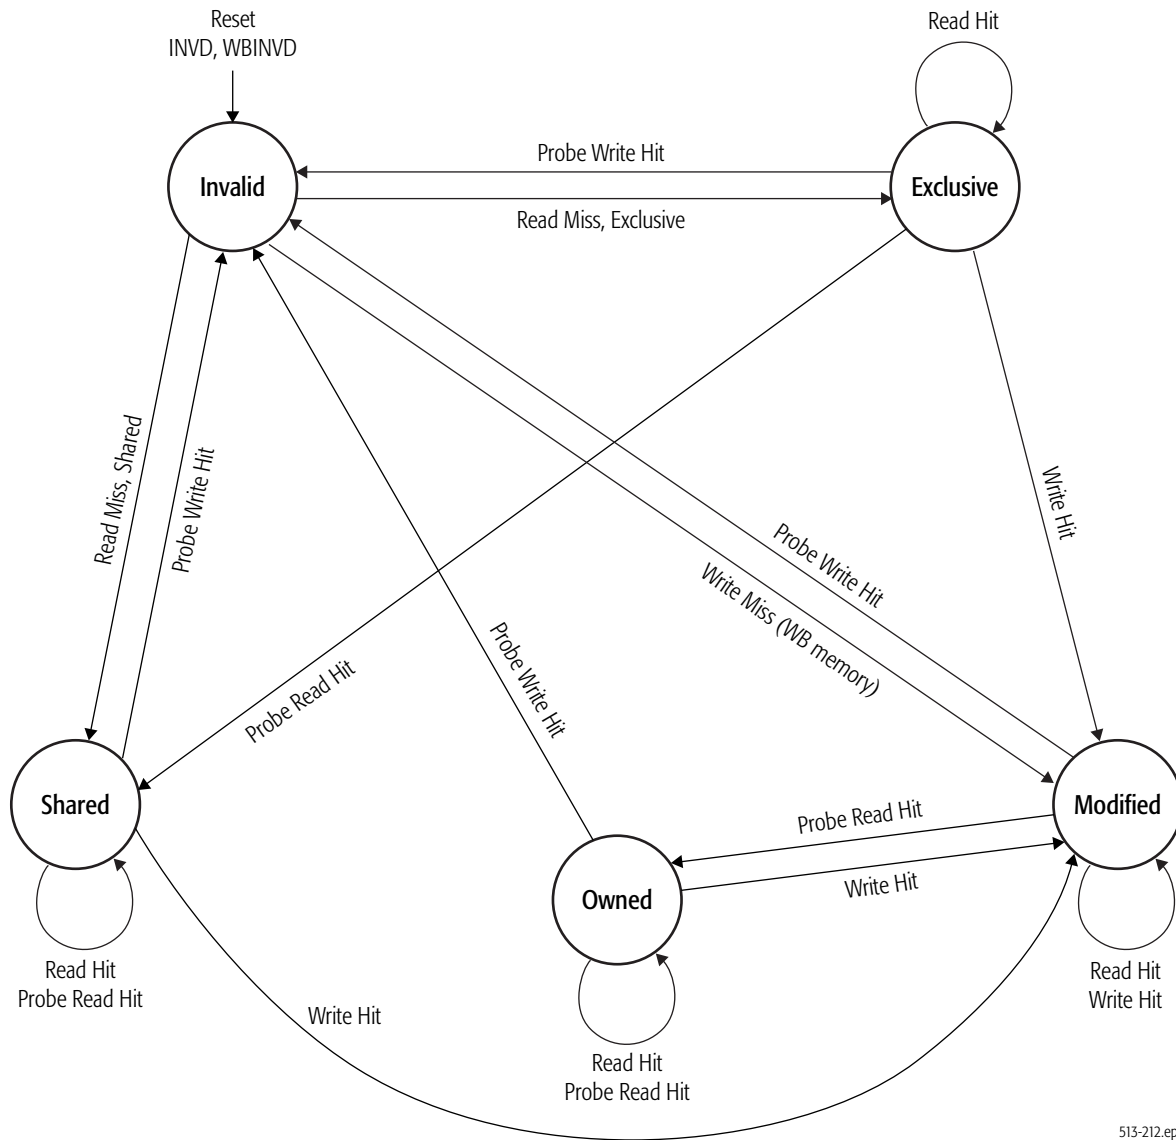 Reset
INVD, WBINVD
Read Hit
Invalid
Probe Write Hit
Exclusive
Read Miss, Exclusive
Read Miss, Shared
Probe Write Hit
Probe Read Hit
Probe Write Hit
Write Miss (WB memory)
Probe Write Hit
Write Hit
Shared
Probe Read Hit
Modified
Owned
Write Hit
Read Hit
Probe Read Hit
Write Hit
Read Hit
Probe Read Hit
Read Hit
Write Hit
513-212.ep